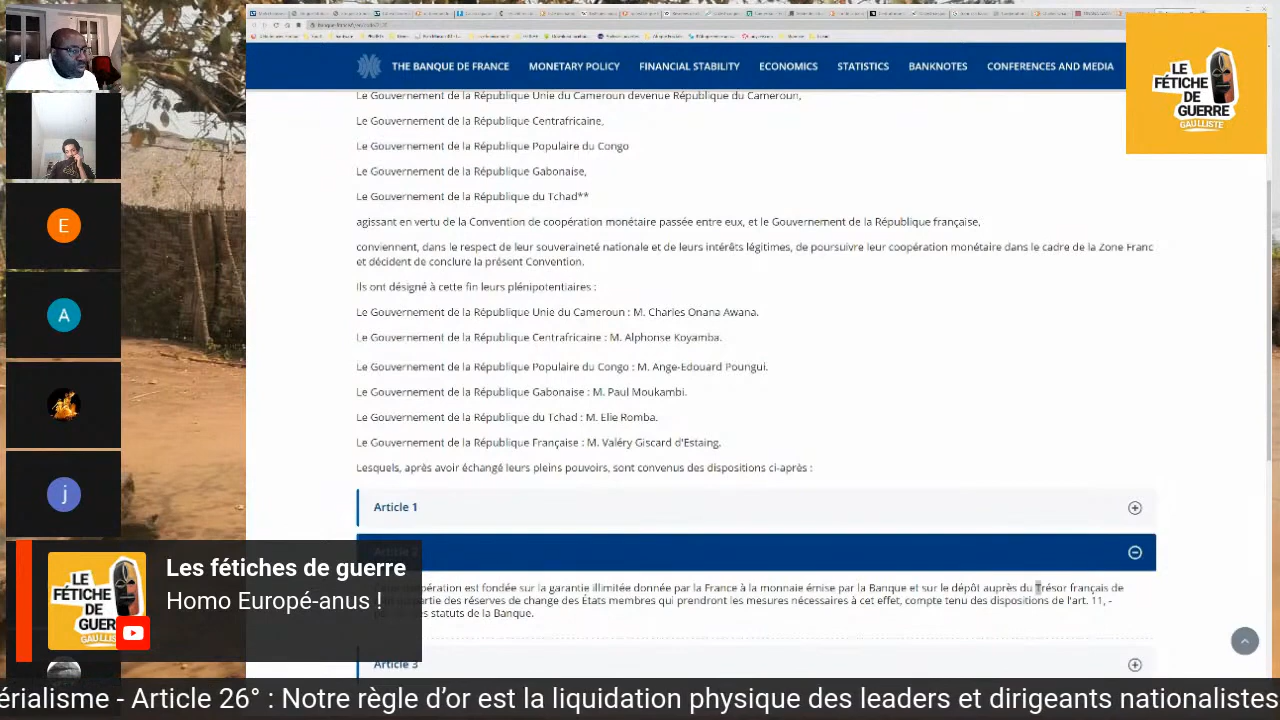 THE BANQUE DE FRANCE MONETARY POLICY FINANCIAL STABILITY ECONOMICS STATISTICS BANKNOTES CONFERENCES AND MEDIA
LE
FÉTICHE
DE
GUERRE
GAULLISTE
Le Gouvernement de la République Unie du Cameroun devenue République du Cameroun,
Le Gouvernement de la République Centrafricaine,
Le Gouvernement de la République Populaire du Congo
Le Gouvernement de la République Gabonaise,
Le Gouvernement de la République du Tchad**
agissant en vertu de la Convention de coopération monétaire passée entre eux, et le Gouvernement de la République française,
conviennent, dans le respect de leur souveraineté nationale et de leurs intérêts légitimes, de poursuivre leur coopération monétaire dans le cadre de la Zone Franc
et décident de conclure la présent Convention.
Ils ont désigné à cette fin leurs plénipotentiaires :
Le Gouvernement de la République Unie du Cameroun : M. Charles Onana Awana.
Le Gouvernement de la République Centrafricaine : M. Alphonse Koyamba.
Le Gouvernement de la République Populaire du Congo : M. Ange-Edouard Poungui.
Le Gouvernement de la République Gabonaise : M. Paul Moukambi.
Le Gouvernement de la République du Tchad : M. Elie Romba.
Le Gouvernement de la République Française : M. Valéry Giscard d'Estaing.
Lesquels, après avoir échangé leurs pleins pouvoirs, sont convenus des dispositions ci-après :
Article 1
Article 2
opération est fondée sur la garantie illimitée donnée par la France à la monnaie émise par la Banque et sur le dépôt auprès du Trésor français de
partie des réserves de change des États membres qui prendront les mesures nécessaires à cet effet, compte tenu des dispositions de l'art. 11, -
statuts de la Banque.
Article 3
E
A
j
LE
FÉTICHE
DE
GUERR
GAULLISTE
Les fétiches de guerre
Homo Europé-anus !
érialisme - Article 26° : Notre règle d'or est la liquidation physique des leaders et dirigeants nationalistes